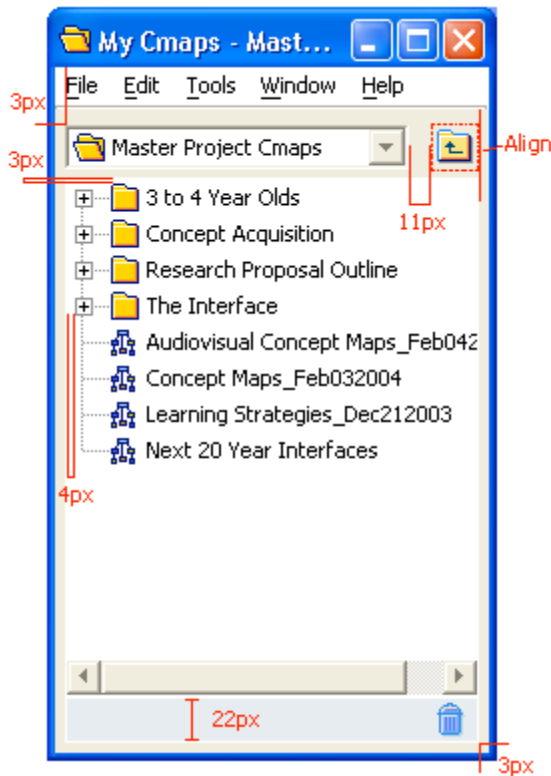 My Cmaps - Mast...
File Edit Tools Window Help
3px
Master Project Cmaps
Align
3px
3 to 4 Year Olds
11px
Concept Acquisition
Research Proposal Outline
The Interface
Audiovisual Concept Maps_Feb042
Concept Maps_Feb032004
Learning Strategies_Dec212003
Next 20 Year Interfaces
4px
22px
3px